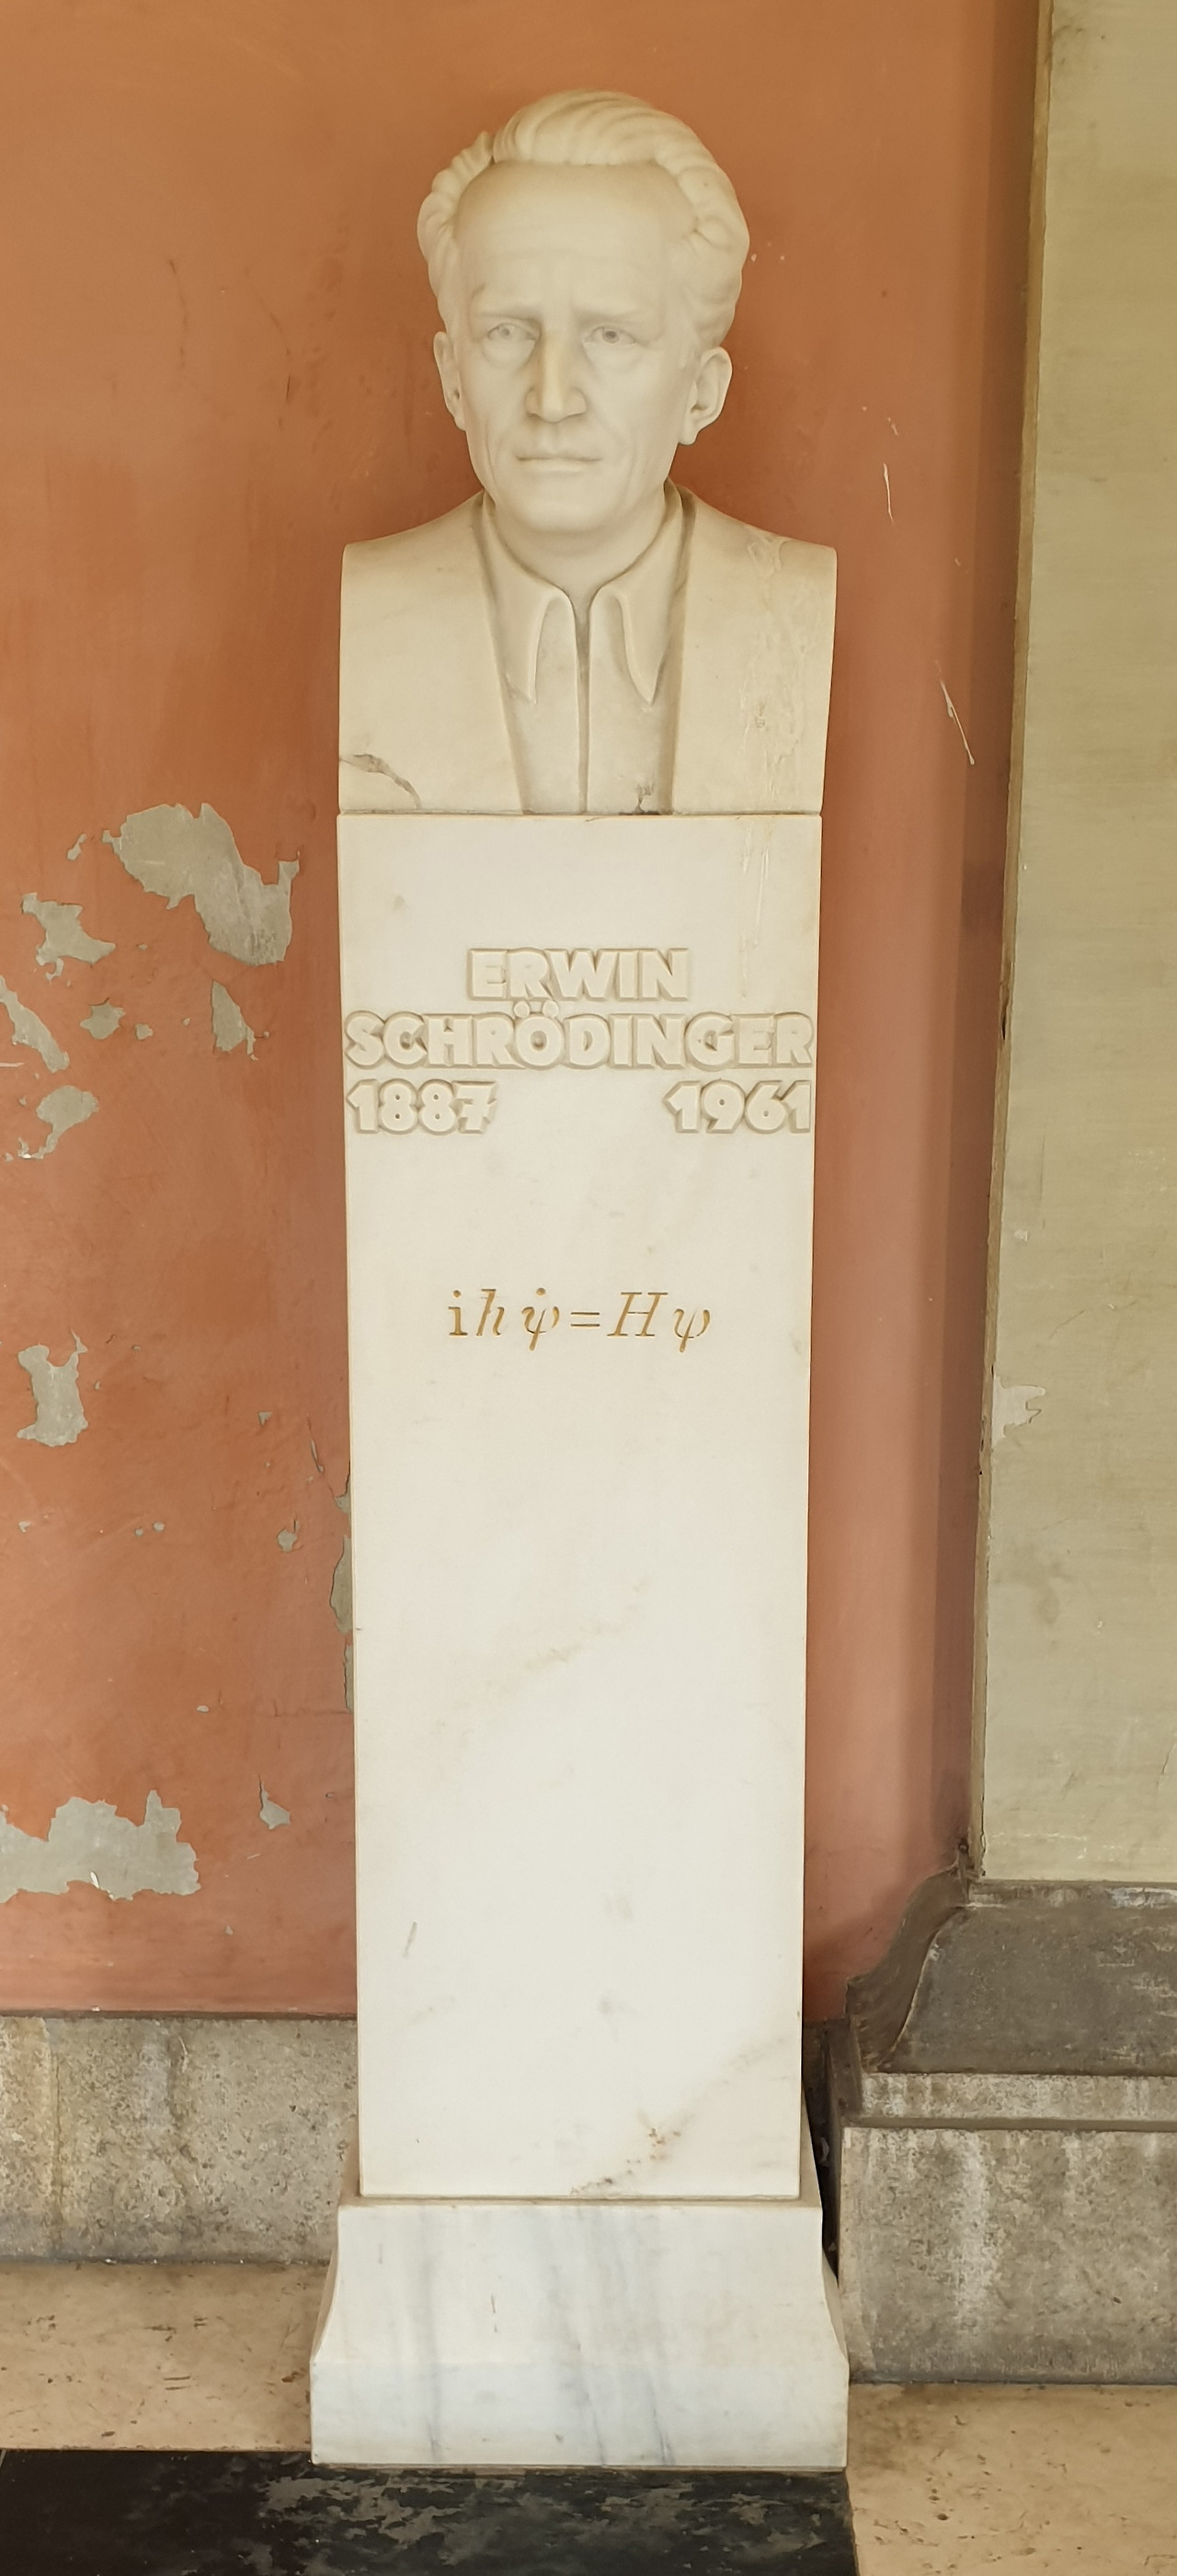 ERWIN
SCHRÖDINGER
1887 1961
iℏψ̇=Hψ